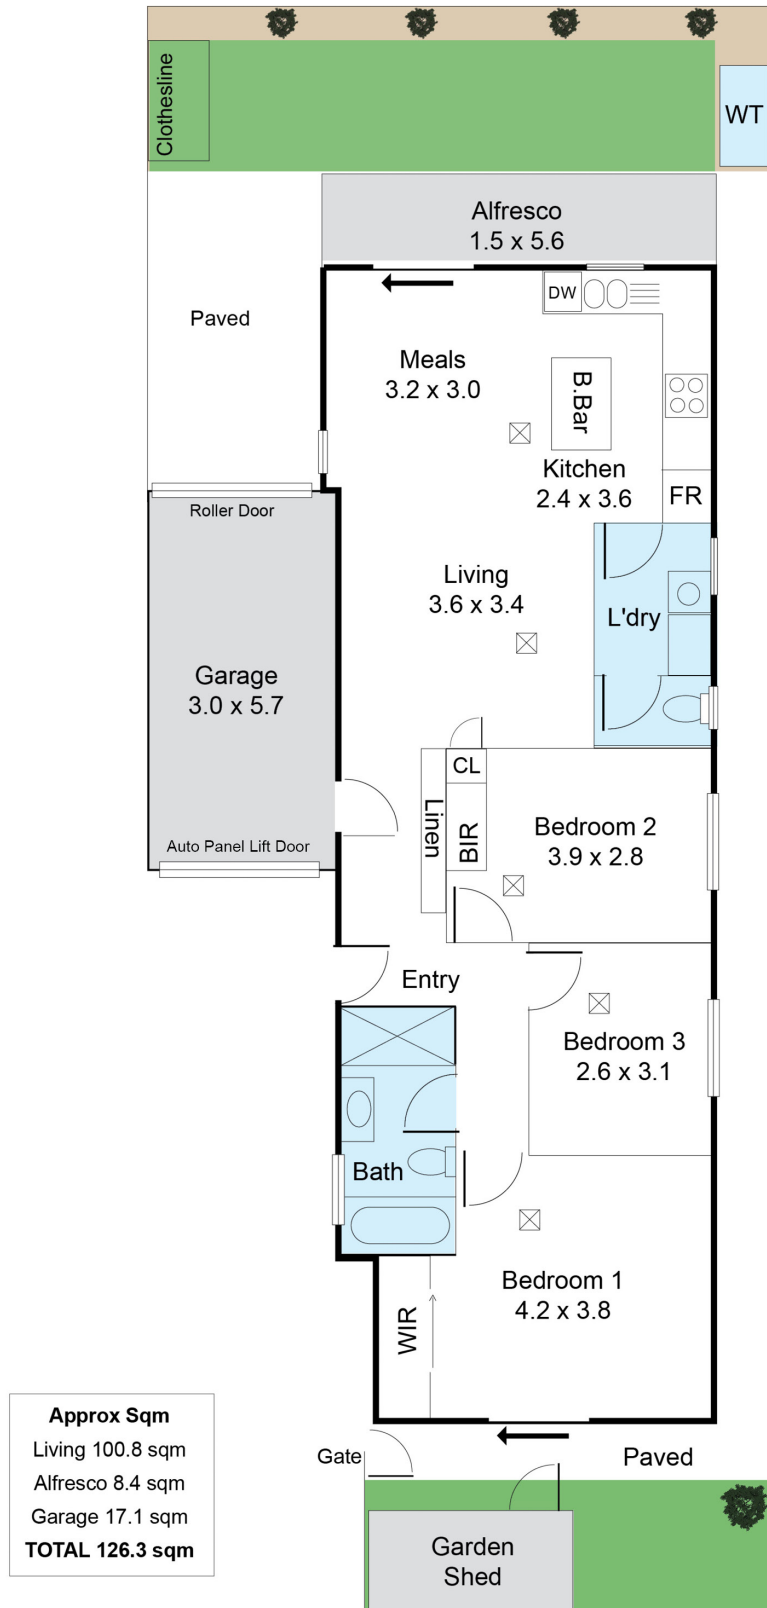 Clothesline
WT
Alfresco
1.5 x 5.6
DW
Paved
Meals
3.2 x 3.0
B.Bar
Kitchen
2.4 x 3.6
FR
Roller Door
Living
3.6 x 3.4
L'dry
Garage
3.0 x 5.7
CL
Linen
BIR
Bedroom 2
3.9 x 2.8
Auto Panel Lift Door
Entry
Bedroom 3
2.6 x 3.1
Bath
Bedroom 1
4.2 x 3.8
WIR
Approx Sqm
Living 100.8 sqm
Alfresco 8.4 sqm
Garage 17.1 sqm
TOTAL 126.3 sqm
Gate
Paved
Garden
Shed